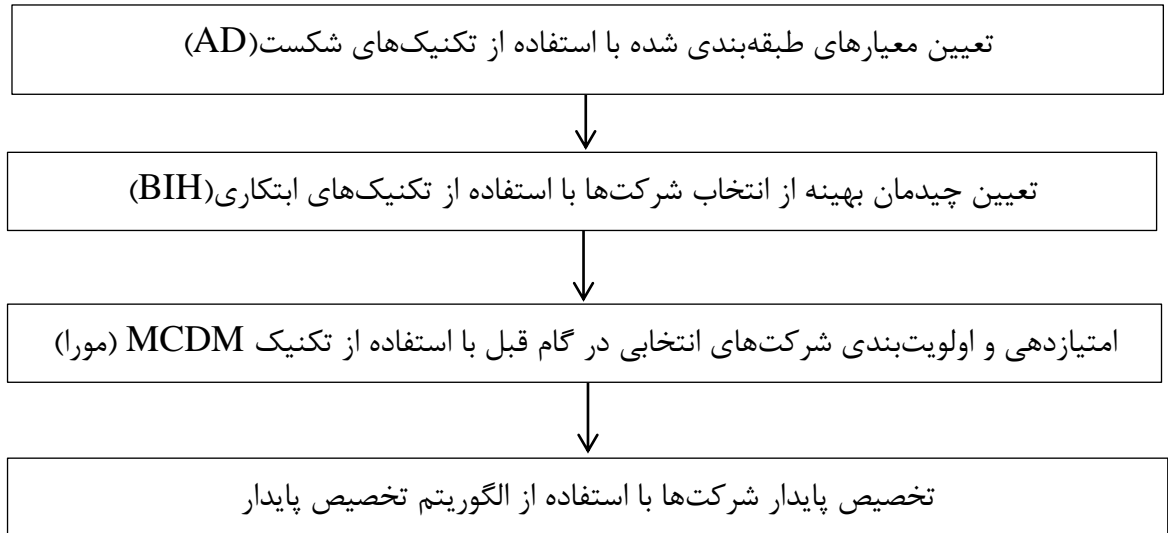 تعیین معیارهای طبقه‌بندی شده با استفاده از تکنیک‌های شکست(AD)
تعیین چیدمان بهینه از انتخاب شرکت‌ها با استفاده از تکنیک‌های ابتکاری(BIH)
امتیازدهی و اولویت‌بندی شرکت‌های انتخابی در گام قبل با استفاده از تکنیک MCDM (مورا)
تخصیص پایدار شرکت‌ها با استفاده از الگوریتم تخصیص پایدار